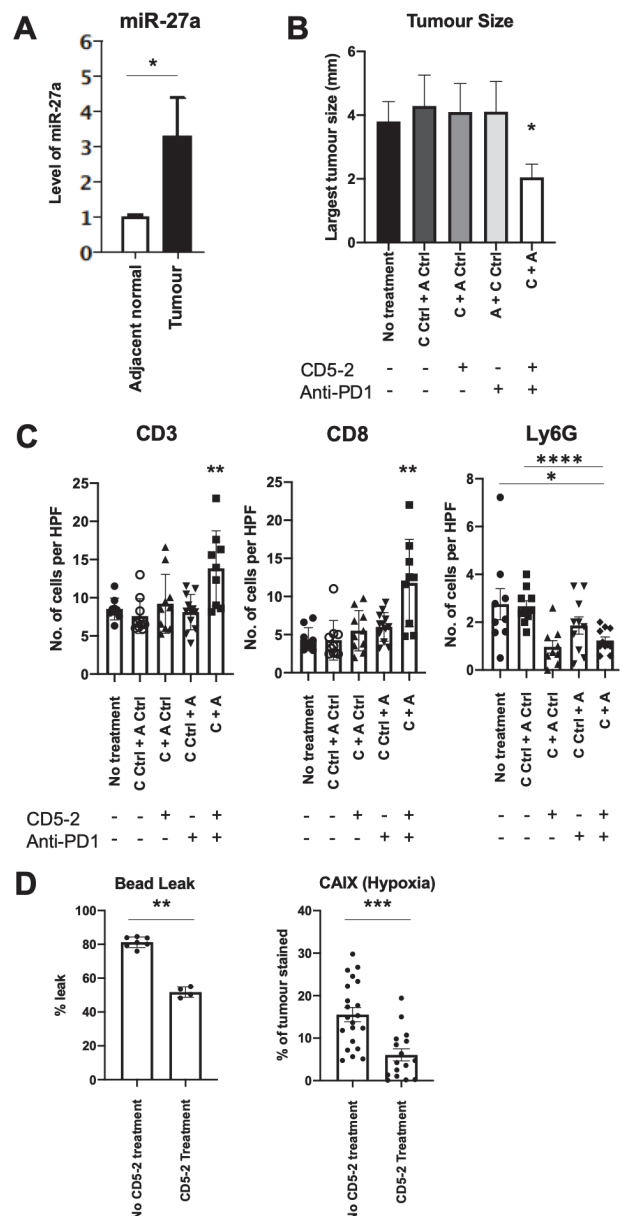 A
miR-27a
Level of miR-27a
6
5
4
3
2
1
0
*
Adjacent normal
Tumour
B
Tumour Size
Largest tumour size (mm)
6
4
2
0
*
No treatment
C Ctrl + A Ctrl
C + A Ctrl
A + C Ctrl
C + A
CD5-2 - - + - +
Anti-PD1 - - - + +
C
CD3
No. of cells per HPF
25
20
15
10
5
0
**
No treatment
C Ctrl + A Ctrl
C + A Ctrl
C Ctrl + A
C + A
CD8
No. of cells per HPF
25
20
15
10
5
0
**
No treatment
C Ctrl + A Ctrl
C + A Ctrl
C Ctrl + A
C + A
Ly6G
No. of cells per HPF
8
6
4
2
0
****
*
No treatment
C Ctrl + A Ctrl
C + A Ctrl
C Ctrl + A
C + A
CD5-2 - - + - + - - + - + - - + - +
Anti-PD1 - - - + + - - - + + - - - + +
D
Bead Leak
% leak
100
80
60
40
20
0
**
No CD5-2 treatment
CD5-2 Treatment
CAIX (Hypoxia)
% of tumour stained
40
30
20
10
0
***
No CD5-2 treatment
CD5-2 Treatment